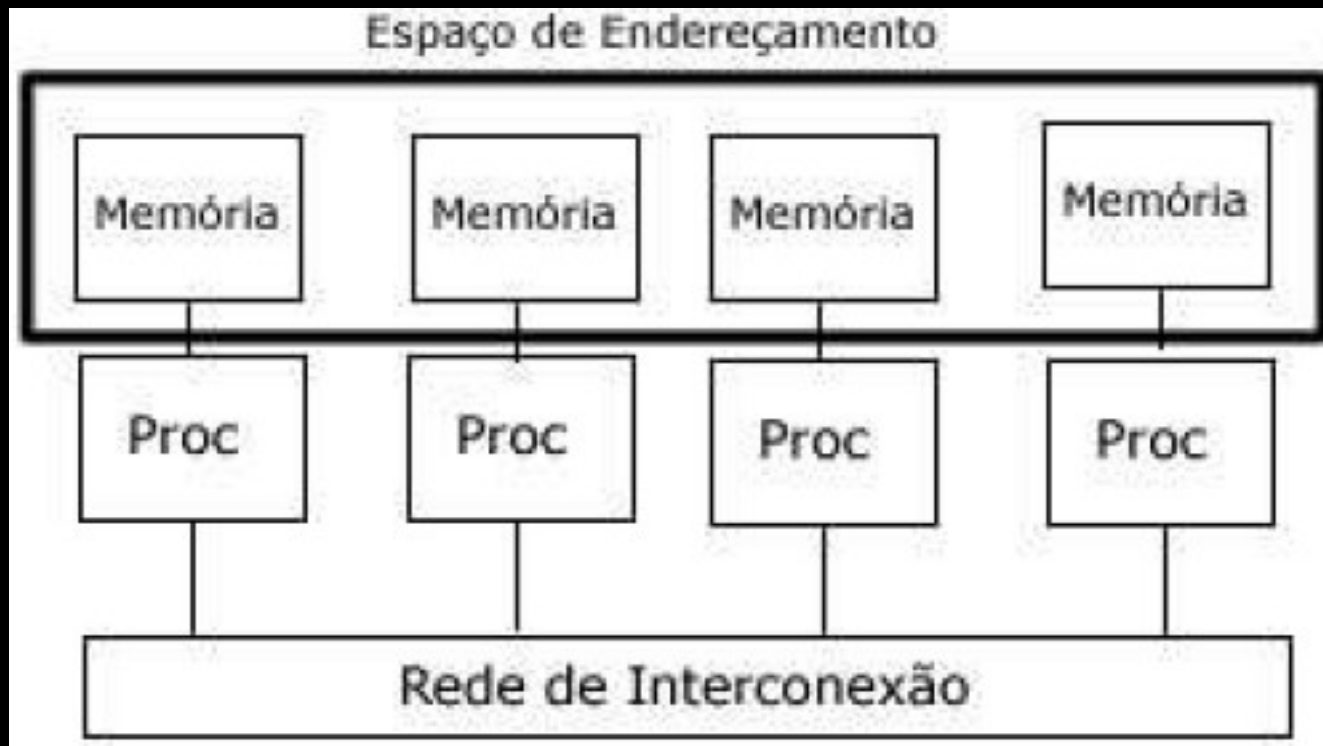 Espaço de Endereçamento
Memória
Memória
Memória
Memória
Proc
Proc
Proc
Proc
Rede de Interconexão